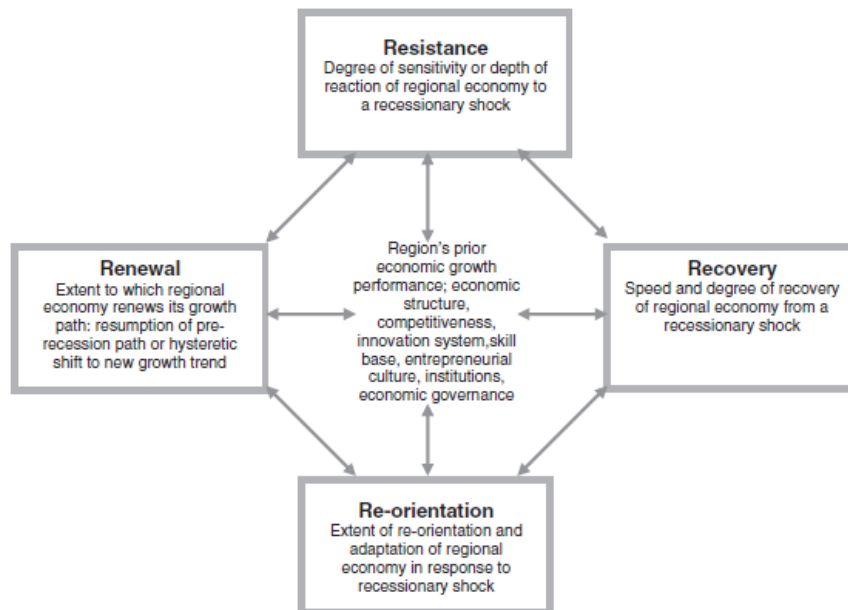 Resistance
Degree of sensitivity or depth of
reaction of regional economy to
a recessionary shock
Renewal
Extent to which regional
economy renews its growth
path: resumption of pre-
recession path or hysteretic
shift to new growth trend
Region's prior
economic growth
performance; economic
structure,
competitiveness,
innovation system,skill
base, entrepreneurial
culture, institutions,
economic governance
Recovery
Speed and degree of recovery
of regional economy from a
recessionary shock
Re-orientation
Extent of re-orientation and
adaptation of regional
economy in response to
recessionary shock